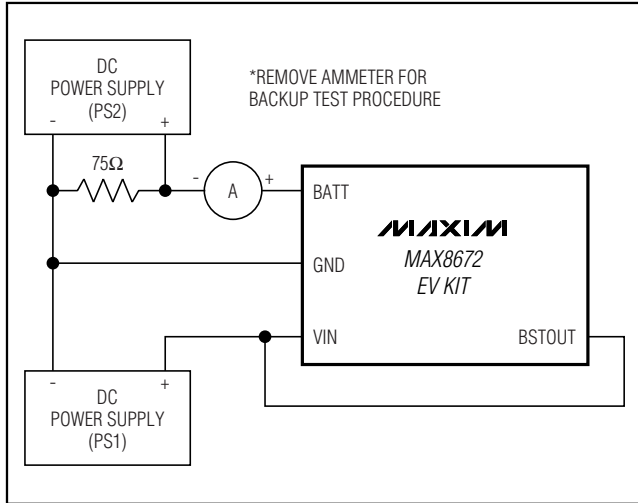 DC
POWER SUPPLY
(PS2)
- +
*REMOVE AMMETER FOR
BACKUP TEST PROCEDURE
75Ω
- A +
BATT
MAXIM
MAX8672
EV KIT
GND
VIN
BSTOUT
- +
DC
POWER SUPPLY
(PS1)